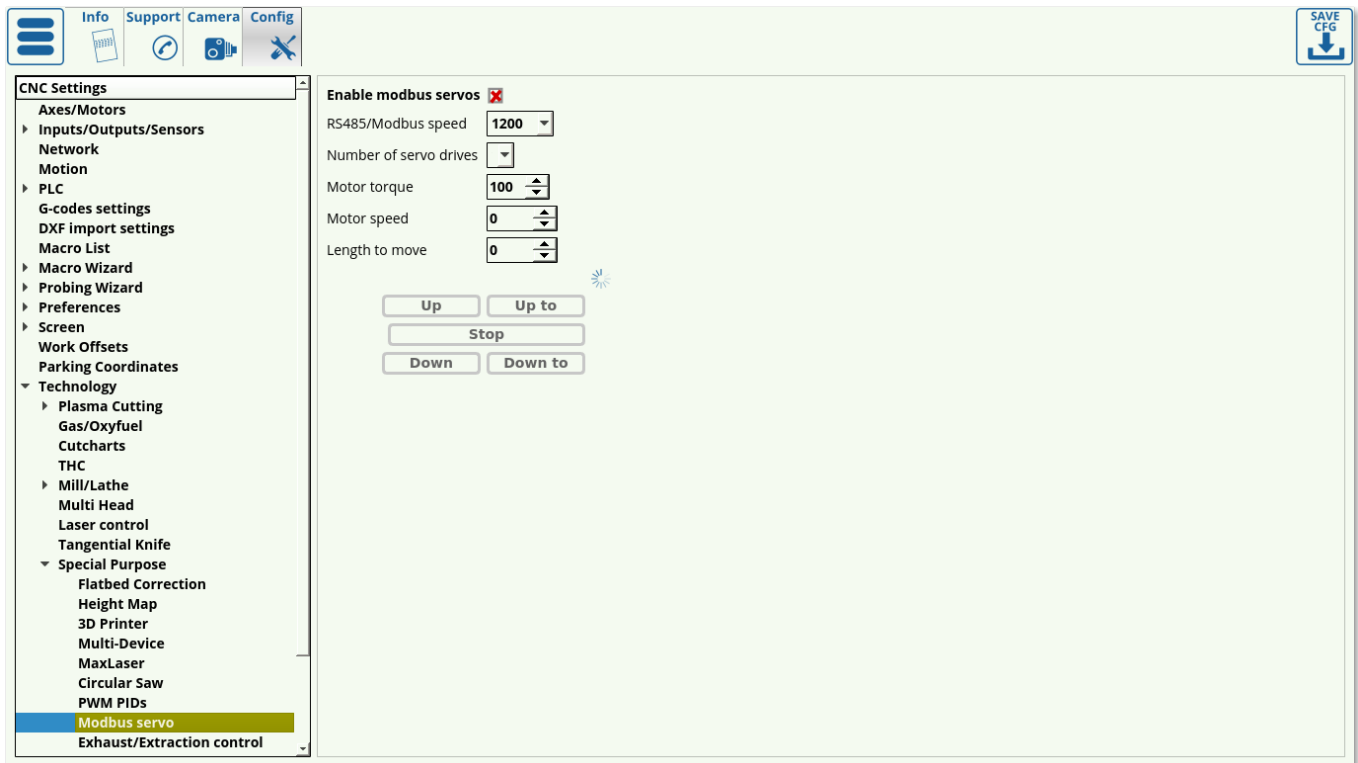 Info Support Camera Config
SAVE
CFG
CNC Settings
Axes/Motors
Inputs/Outputs/Sensors
Network
Motion
PLC
G-codes settings
DXF import settings
Macro List
Macro Wizard
Probing Wizard
Preferences
Screen
Work Offsets
Parking Coordinates
Technology
Plasma Cutting
Gas/Oxyfuel
Cutcharts
THC
Mill/Lathe
Multi Head
Laser control
Tangential Knife
Special Purpose
Flatbed Correction
Height Map
3D Printer
Multi-Device
MaxLaser
Circular Saw
PWM PIDs
Modbus servo
Exhaust/Extraction control
Enable modbus servos
RS485/Modbus speed 1200
Number of servo drives
Motor torque 100
Motor speed 0
Length to move 0
Up Up to
Stop
Down Down to